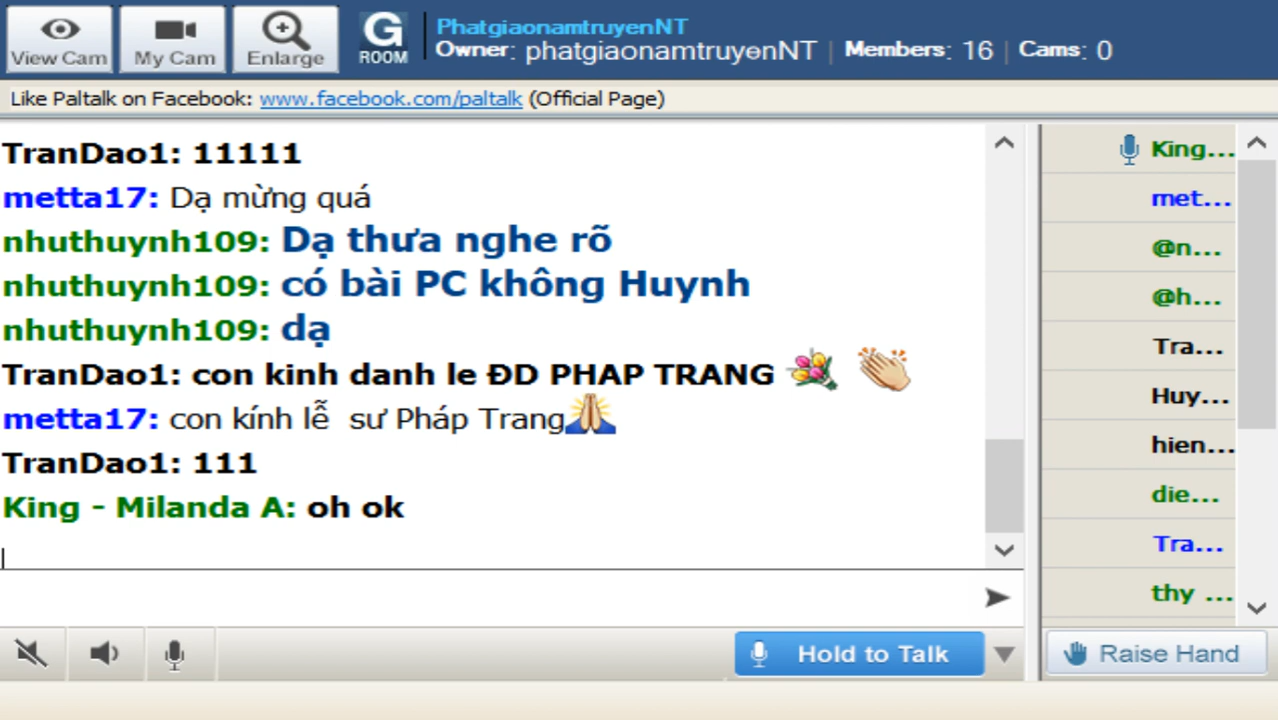 View Cam
My Cam
Enlarge
G
ROOM
PhatgiaonamtruyenNT
Owner: phatgiaonamtruyenNT | Members: 16 | Cams: 0
Like Paltalk on Facebook: www.facebook.com/paltalk (Official Page)
TranDao1: 11111
metta17: Dạ mừng quá
nhuthuynh109: Dạ thưa nghe rõ
nhuthuynh109: có bài PC không Huynh
nhuthuynh109: dạ
TranDao1: con kinh danh le ĐD PHAP TRANG
metta17: con kính lễ sư Pháp Trang
TranDao1: 111
King - Milanda A: oh ok
King...
met...
@n...
@h...
Tra...
Huy...
hien...
die...
Tra...
thy ...
Hold to Talk
Raise Hand